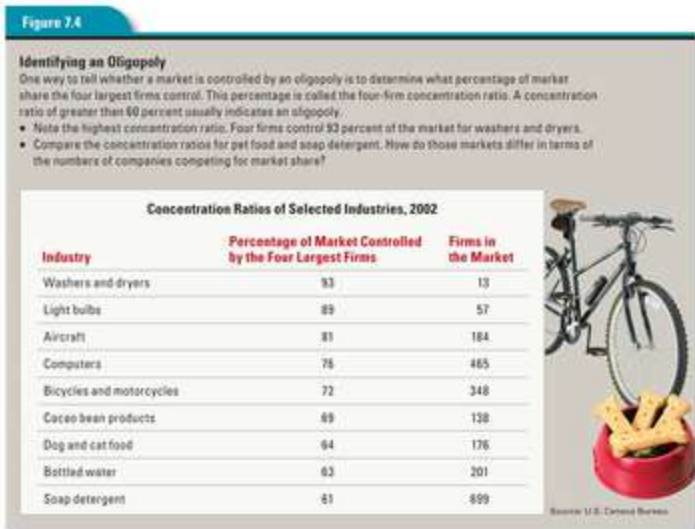 Figure 7.4
Identifying an Oligopoly
One way to tell whether a market is controlled by an oligopoly is to determine what percentage of market
share the four largest firms control. This percentage is called the four-firm concentration ratio. A concentration
ratio of greater than 60 percent usually indicates an oligopoly.
• Note the highest concentration ratio. Four firms control 93 percent of the market for washers and dryers.
• Compare the concentration ratios for pet food and soap detergent. How do those markets differ in terms of
the numbers of companies competing for market share?
Concentration Ratios of Selected Industries, 2002
Percentage of Market Controlled Firms in
Industry by the Four Largest Firms the Market
Washers and dryers 93 13
Light bulbs 89 57
Aircraft 81 184
Computers 76 465
Bicycles and motorcycles 72 348
Cacao bean products 69 138
Dog and cat food 64 176
Bottled water 63 201
Soap detergent 61 699
Source: U.S. Census Bureau